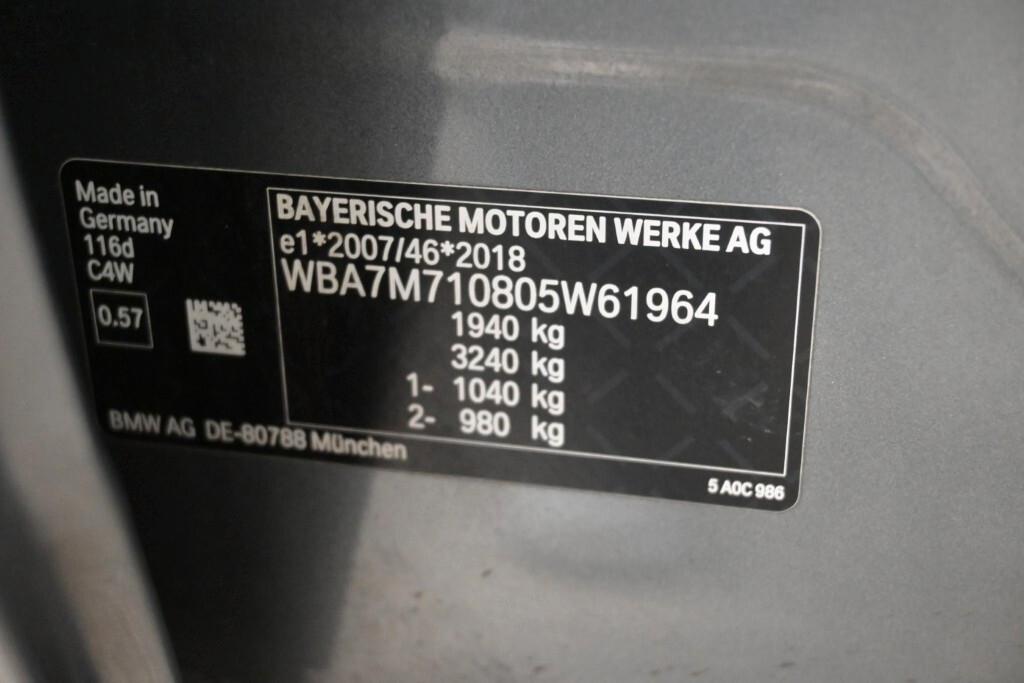 Made in
Germany
116d
C4W
0.57
BMW AG DE-80788 München
BAYERISCHE MOTOREN WERKE AG
e1*2007/46*2018
WBA7M710805W61964
1940 kg
3240 kg
1- 1040 kg
2- 980 kg
5 A0C 986